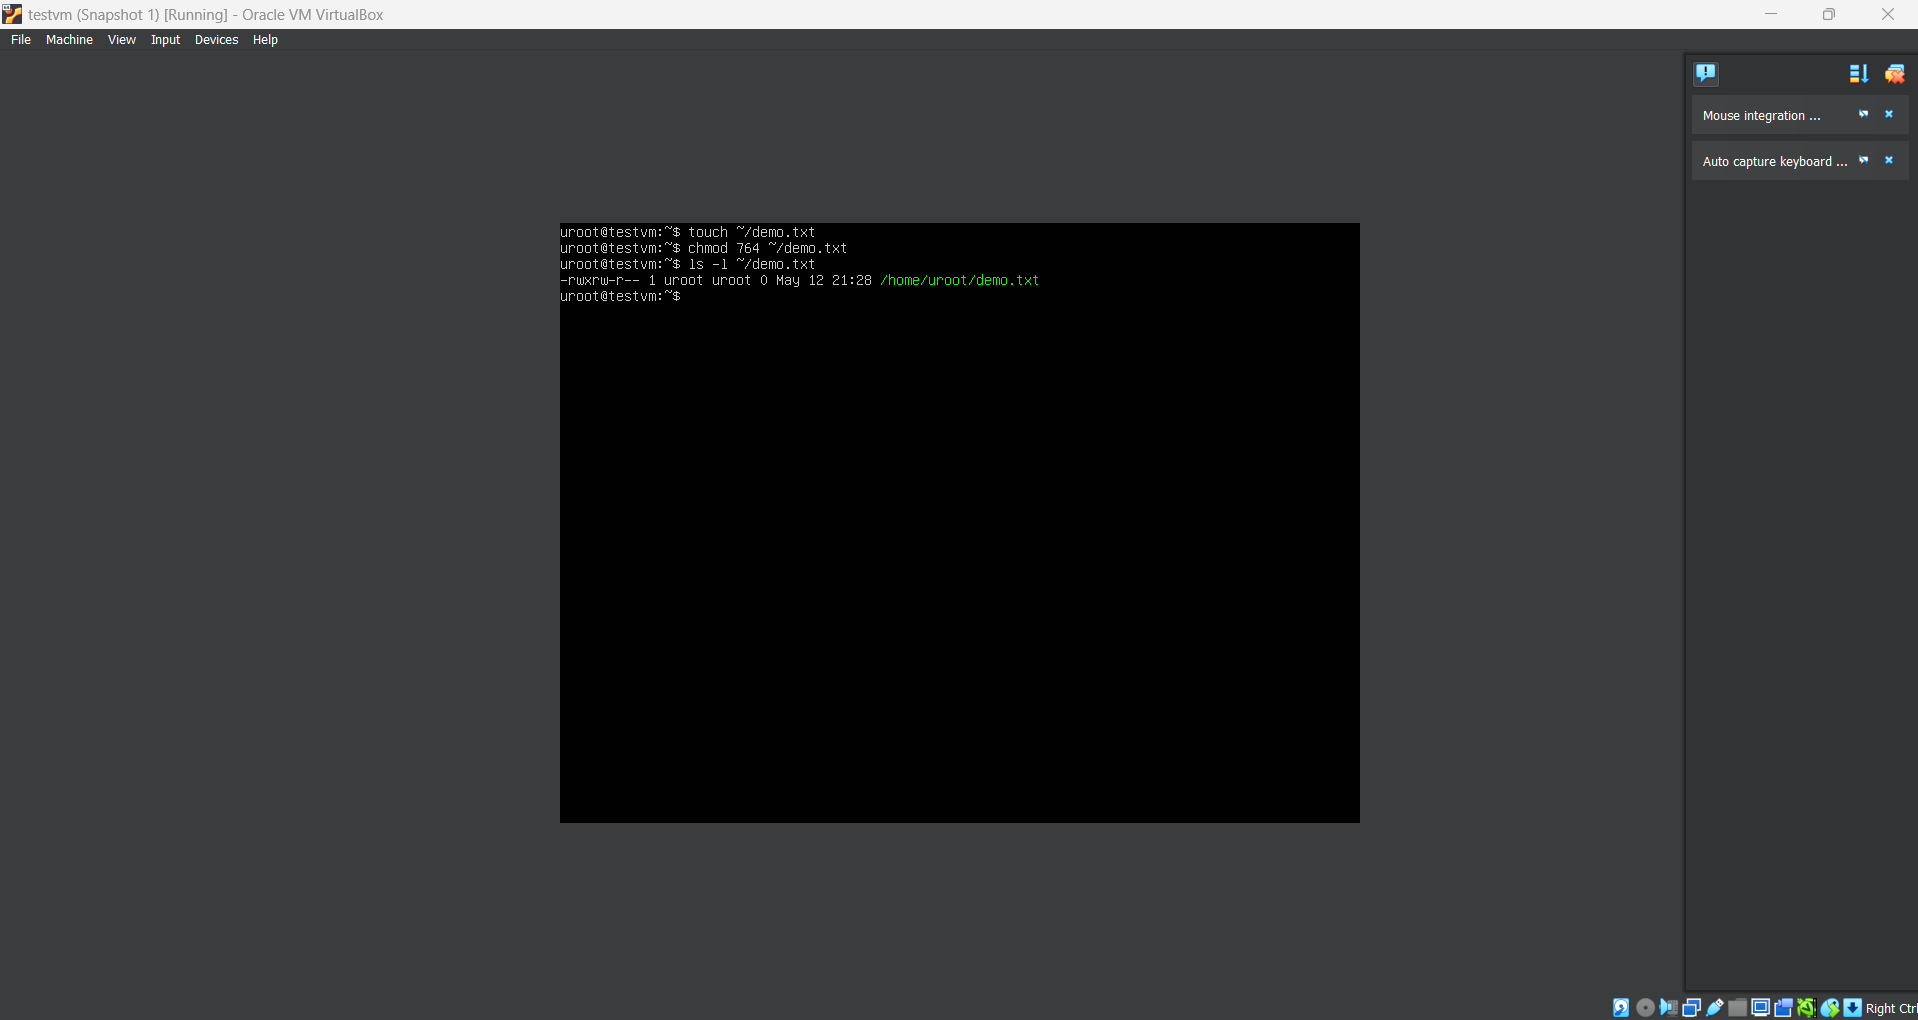 testvm (Snapshot 1) [Running] - Oracle VM VirtualBox
File Machine View Input Devices Help
Mouse integration ...
Auto capture keyboard ...
uroot@testvm:~$ touch ~/demo.txt
uroot@testvm:~$ chmod 764 ~/demo.txt
uroot@testvm:~$ ls -l ~/demo.txt
-rwxrw-r-- 1 uroot uroot 0 May 12 21:28 /home/uroot/demo.txt
uroot@testvm:~$
Right Ctrl